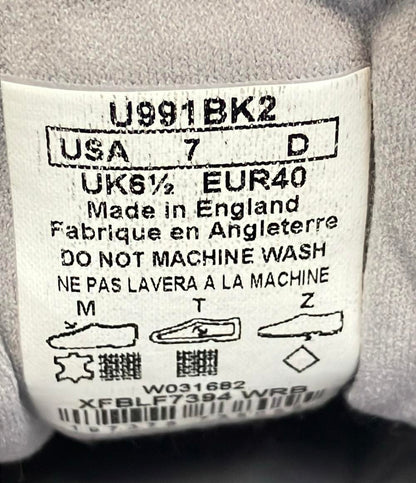 U991BK2
USA 7 D
UK6½ EUR40
Made in England
Fabrique en Angleterre
DO NOT MACHINE WASH
NE PAS LAVERA A LA MACHINE
M T Z
W031682
XFBLF7394 WRB